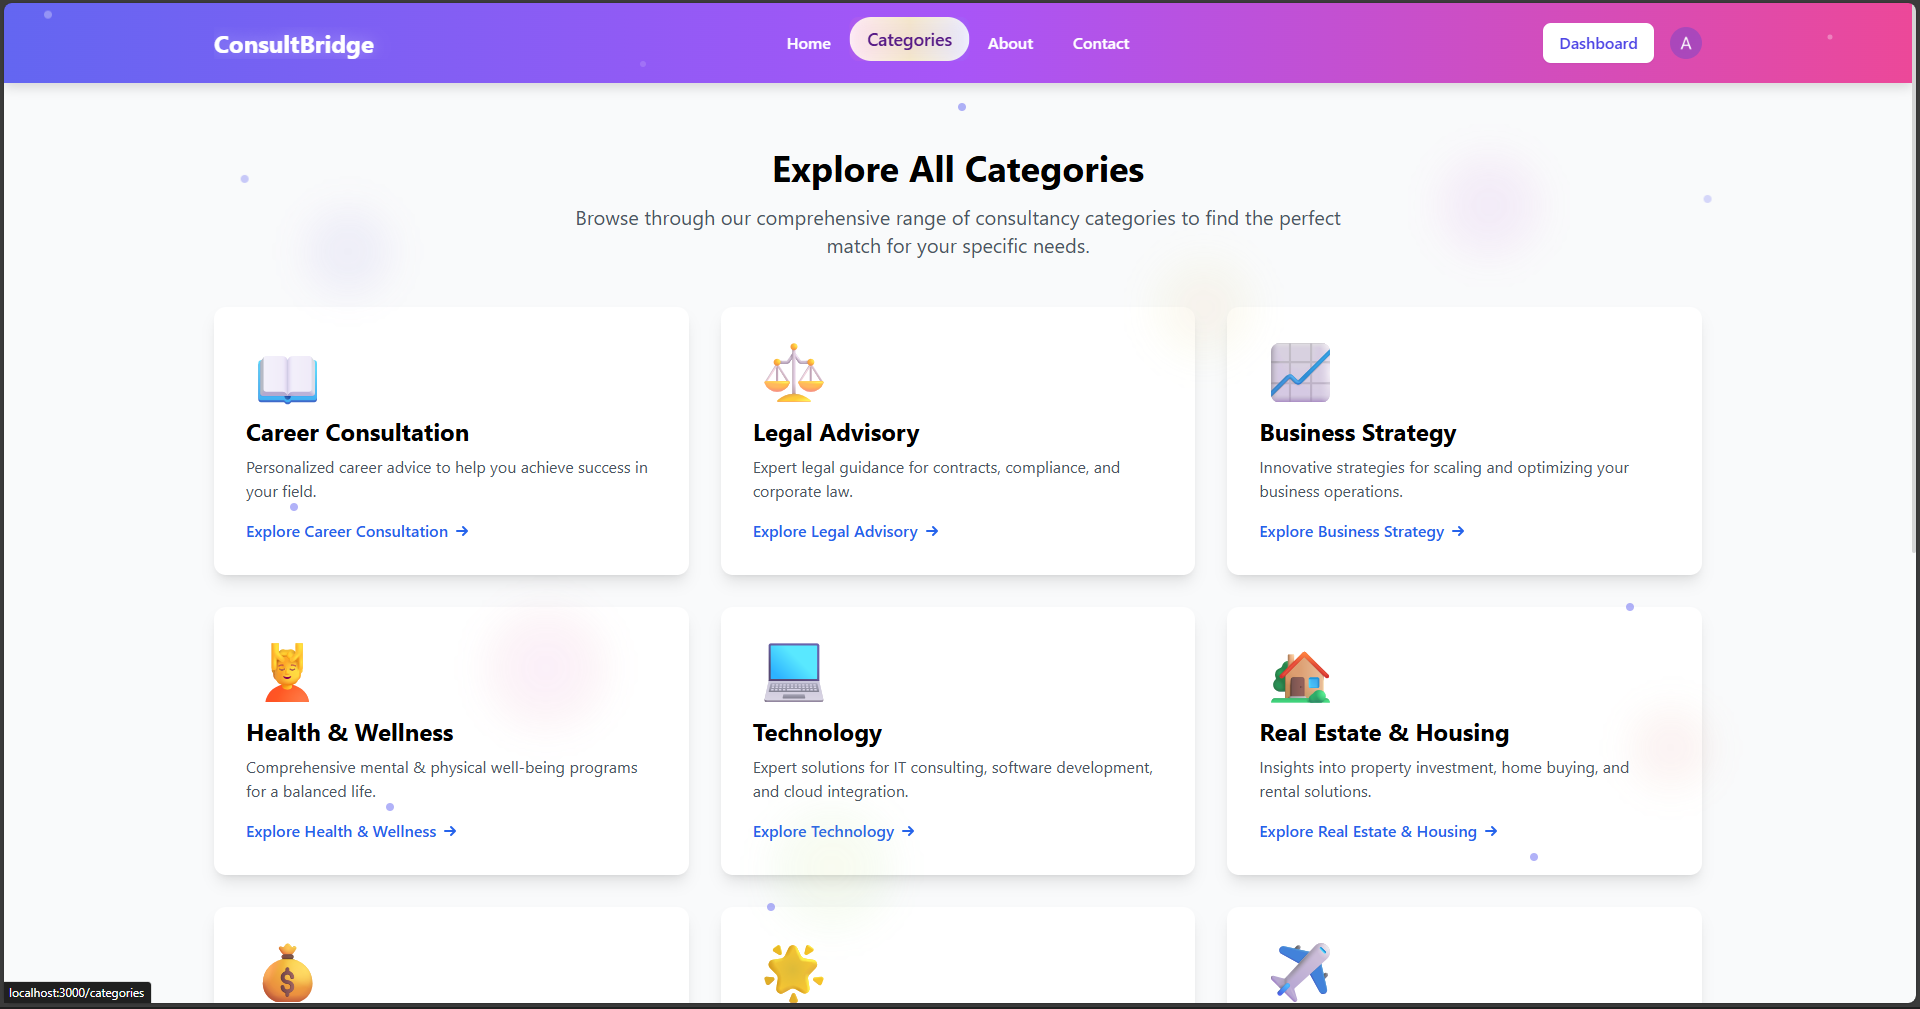 ConsultBridge
Home
Categories
About
Contact
Dashboard
A
Explore All Categories
Browse through our comprehensive range of consultancy categories to find the perfect
match for your specific needs.
Career Consultation
Personalized career advice to help you achieve success in
your field.
Explore Career Consultation →
Legal Advisory
Expert legal guidance for contracts, compliance, and
corporate law.
Explore Legal Advisory →
Business Strategy
Innovative strategies for scaling and optimizing your
business operations.
Explore Business Strategy →
Health & Wellness
Comprehensive mental & physical well-being programs
for a balanced life.
Explore Health & Wellness →
Technology
Expert solutions for IT consulting, software development,
and cloud integration.
Explore Technology →
Real Estate & Housing
Insights into property investment, home buying, and
rental solutions.
Explore Real Estate & Housing →
$
localhost:3000/categories